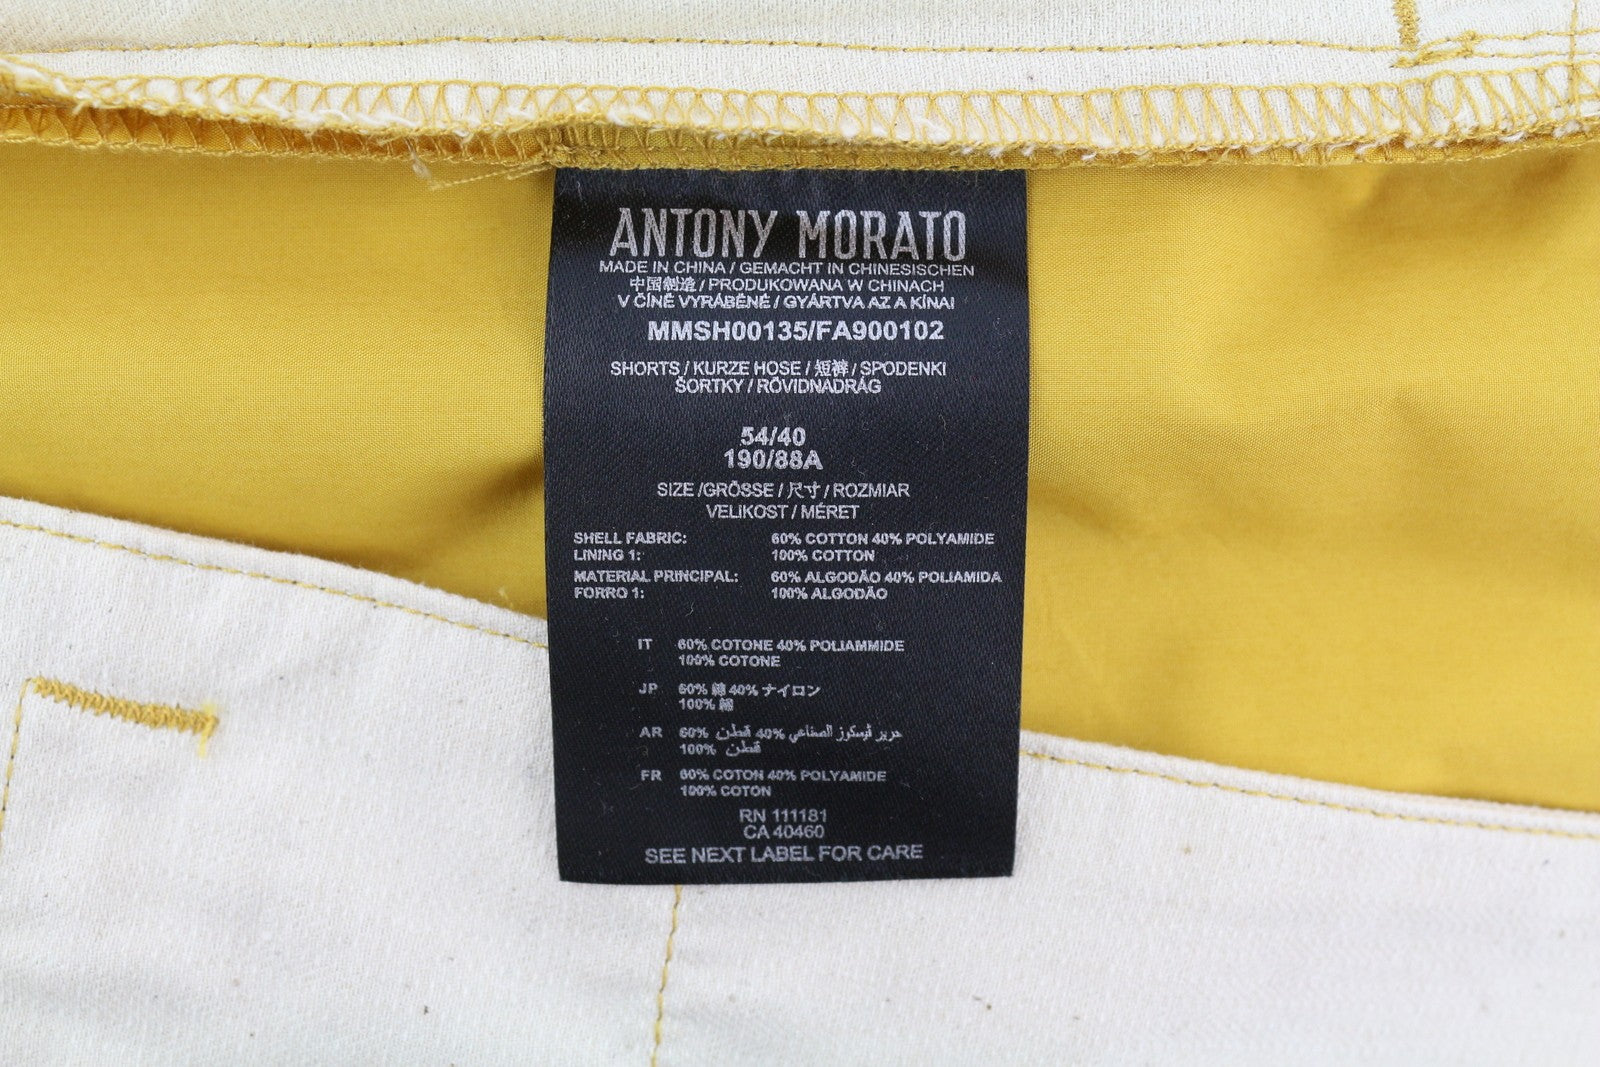 ANTONY MORATO
MADE IN CHINA / GEMACHT IN CHINESISCHEN
中国制造 / PRODUKOWANA W CHINACH
V ČÍNĚ VYRÁBĚNÉ / GYÁRTVA AZ A KÍNAI
MMSH00135/FA900102
SHORTS / KURZE HOSE / 短裤 / SPODENKI
ŠORTKY / RÖVIDNADRÁG
54/40
190/88A
SIZE /GRÖSSE / 尺寸 / ROZMIAR
VELIKOST / MÉRET
SHELL FABRIC: 60% COTTON 40% POLYAMIDE
LINING 1: 100% COTTON
MATERIAL PRINCIPAL: 60% ALGODÃO 40% POLIAMIDA
FORRO 1: 100% ALGODÃO
IT 60% COTONE 40% POLIAMMIDE
100% COTONE
JP 60% 綿 40% ナイロン
100% 綿
AR 60% قطن 40% حرير ڤيسكوز الصناعي
100% قطن
FR 60% COTON 40% POLYAMIDE
100% COTON
RN 111181
CA 40460
SEE NEXT LABEL FOR CARE